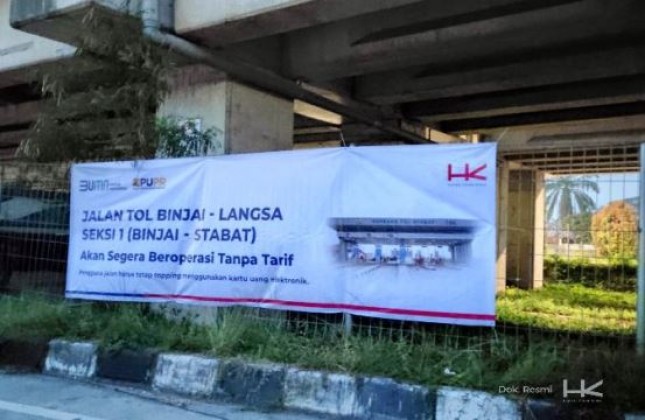 BUMN
PUPR
HK
JALAN TOL BINJAI - LANGSA
SEKSI 1 (BINJAI - STABAT)
Akan Segera Beroperasi Tanpa Tarif
Pengguna jalan harus tetap tapping menggunakan kartu uang elektronik.
Dok. Resmi HK